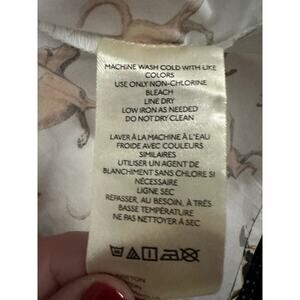 MACHINE WASH COLD WITH LIKE
COLORS
USE ONLY NON-CHLORINE
BLEACH
LINE DRY
LOW IRON AS NEEDED
DO NOT DRY CLEAN
LAVER À LA MACHINE À L'EAU
FROIDE AVEC COULEURS
SIMILAIRES
UTILISER UN AGENT DE
BLANCHIMENT SANS CHLORE SI
NÉCESSAIRE
LIGNE SEC
REPASSER, AU BESOIN, À TRÈS
BASSE TEMPÉRATURE
NE PAS NETTOYER À SEC